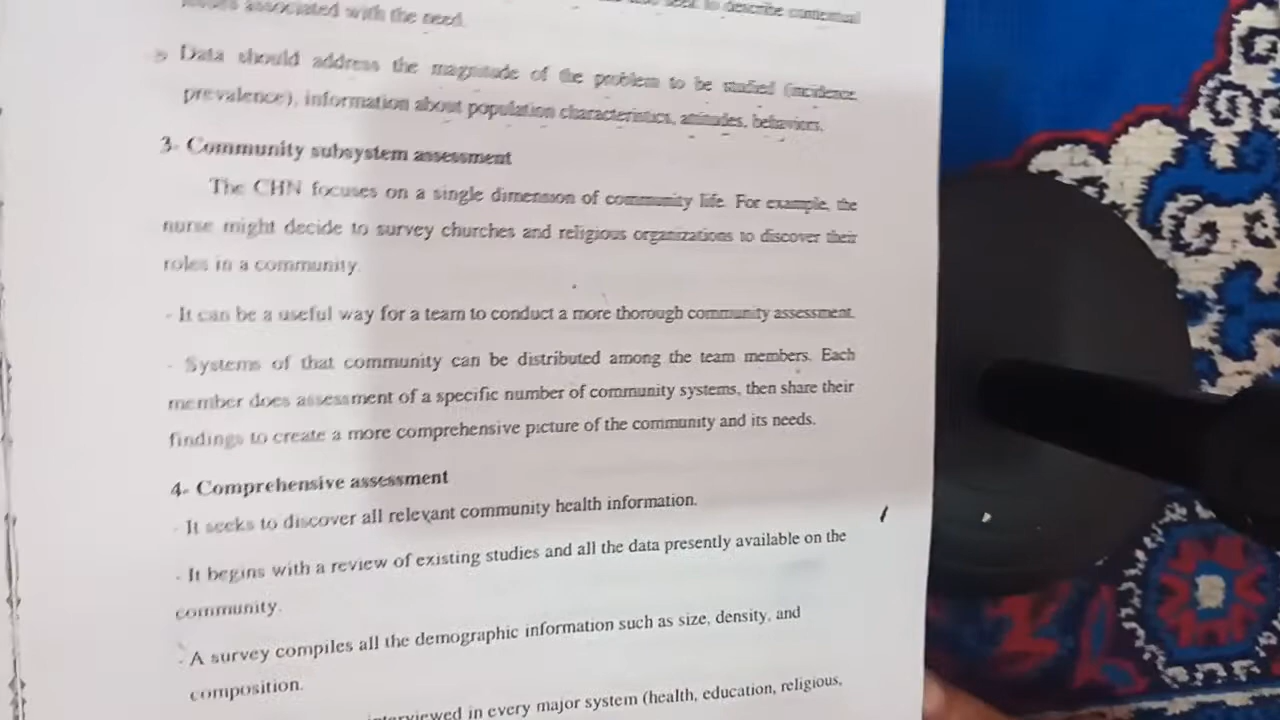 associated with the need.
to describe contextual
Data should address the magnitude of the problem to be studied (incidence,
prevalence), information about population characteristics, attitudes, behaviors.
3- Community subsystem assessment
The CHN focuses on a single dimension of community life. For example, the
nurse might decide to survey churches and religious organizations to discover their
roles in a community.
- It can be a useful way for a team to conduct a more thorough community assessment.
- Systems of that community can be distributed among the team members. Each
member does assessment of a specific number of community systems, then share their
findings to create a more comprehensive picture of the community and its needs.
4- Comprehensive assessment
- It seeks to discover all relevant community health information.
- It begins with a review of existing studies and all the data presently available on the
community.
- A survey compiles all the demographic information such as size, density, and
composition.
interviewed in every major system (health, education, religious,